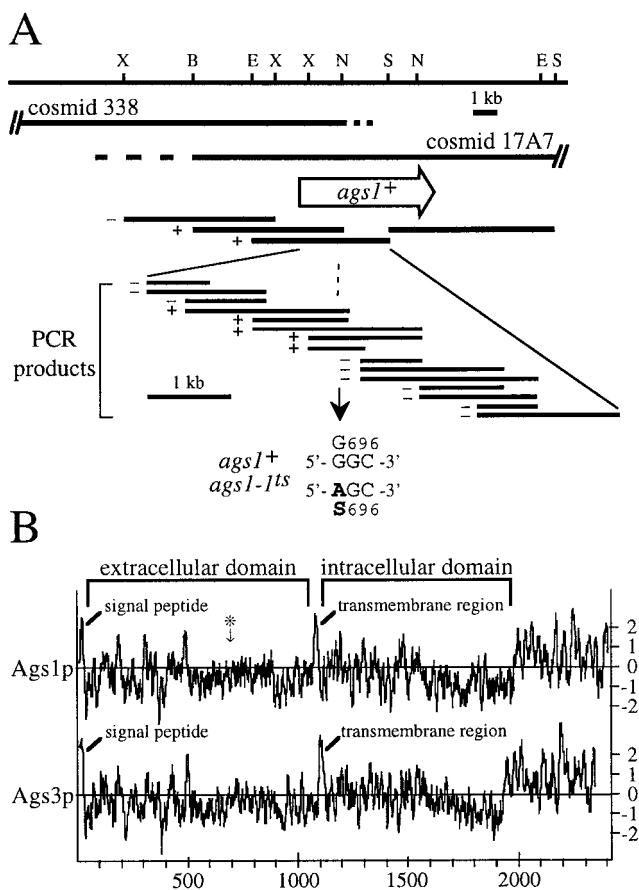 A
X B E X X N S N E S
cosmid 338
1 kb
cosmid 17A7
ags1+
−
+
+
−
−
−
+
+
+
+
+
−
−
−
−
−
−
PCR
products
1 kb
G696
ags1+ 5'- GGC -3'
ags1-1ts 5'- AGC -3'
S696
B
extracellular domain intracellular domain
signal peptide * transmembrane region
Ags1p
2
1
0
-1
-2
signal peptide transmembrane region
Ags3p
2
1
0
-1
-2
500 1000 1500 2000